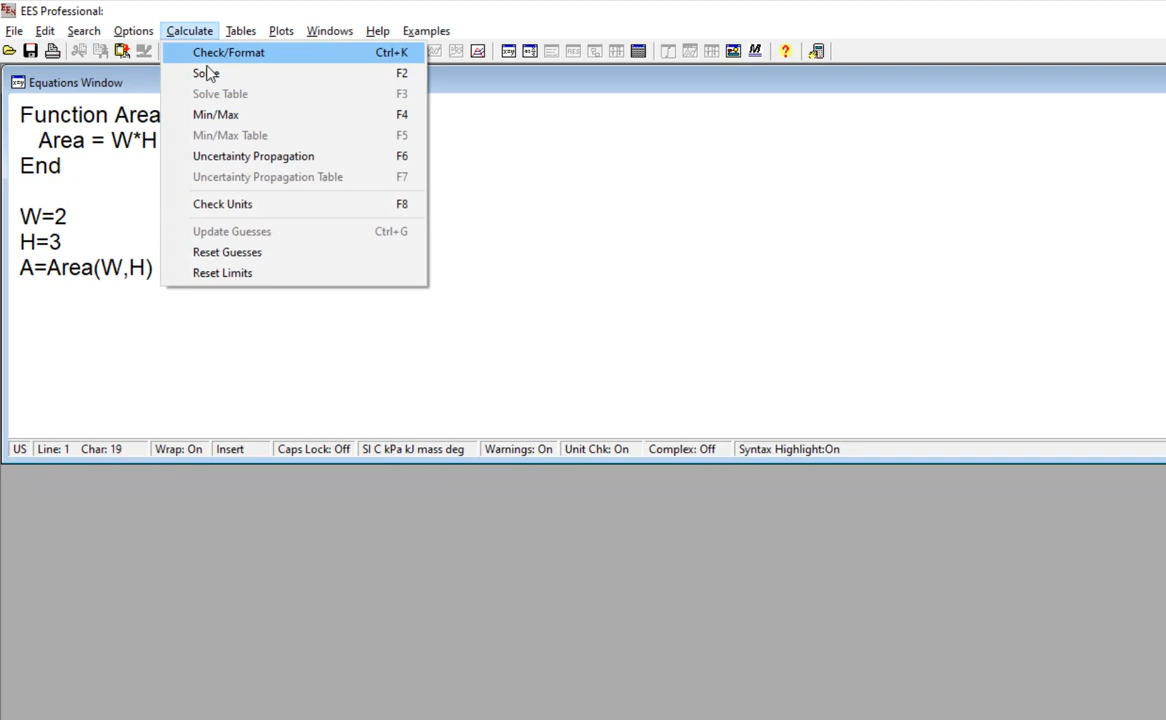 EES Professional:
File Edit Search Options Calculate Tables Plots Windows Help Examples
Check/Format Ctrl+K
Solve F2
Solve Table F3
Min/Max F4
Min/Max Table F5
Uncertainty Propagation F6
Uncertainty Propagation Table F7
Check Units F8
Update Guesses Ctrl+G
Reset Guesses
Reset Limits
Equations Window
Function Area
Area = W*H
End
W=2
H=3
A=Area(W,H)
US Line: 1 Char: 19 Wrap: On Insert Caps Lock: Off SI C kPa kJ mass deg Warnings: On Unit Chk: On Complex: Off Syntax Highlight:On